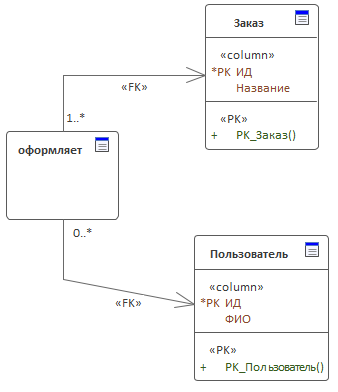 Заказ
«column»
*PK ИД
Название
«PK»
+ PK_Заказ()
«FK»
1..*
оформляет
0..*
«FK»
Пользователь
«column»
*PK ИД
ФИО
«PK»
+ PK_Пользователь()